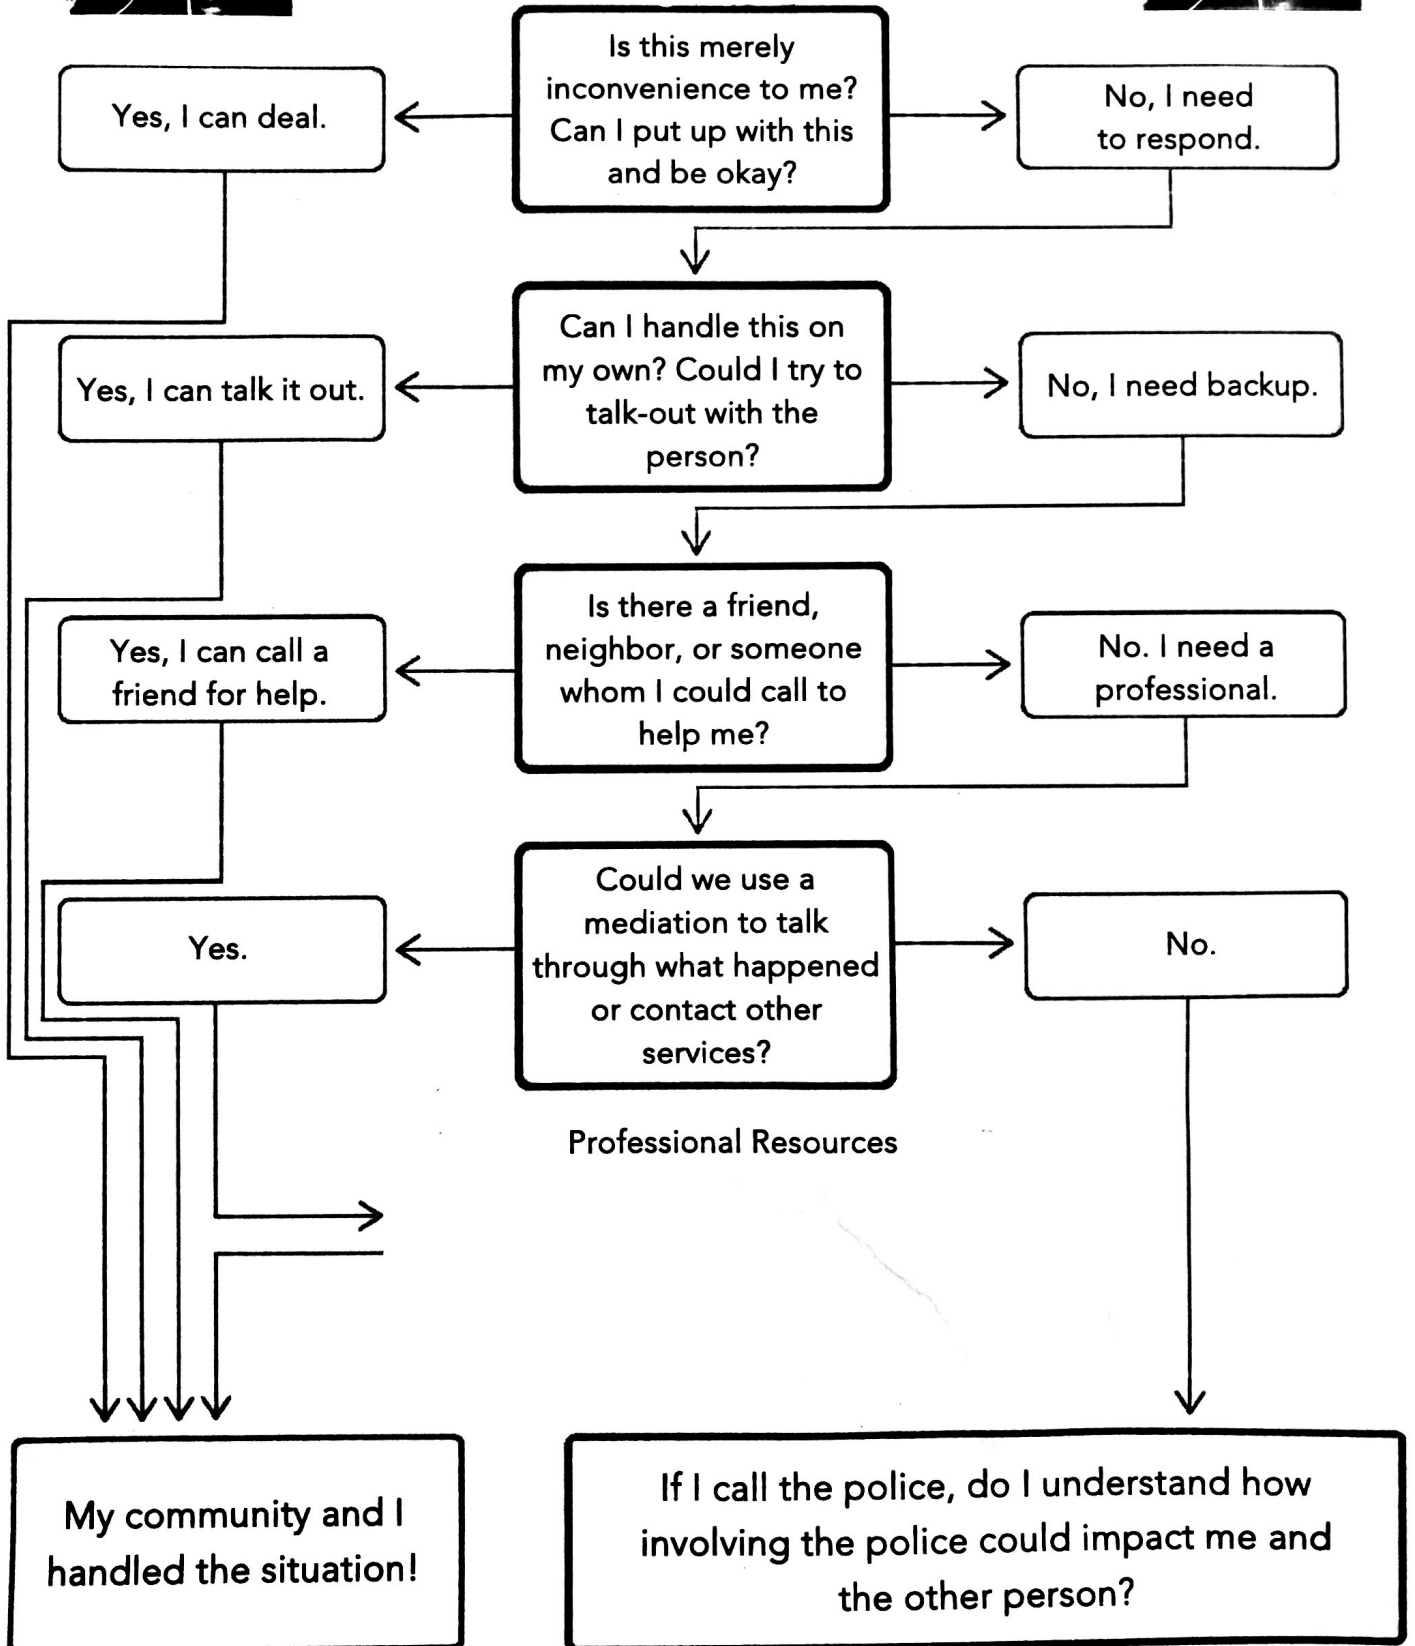 Is this merely
inconvenience to me?
Can I put up with this
and be okay?
Yes, I can deal.
No, I need
to respond.
Can I handle this on
my own? Could I try to
talk-out with the
person?
Yes, I can talk it out.
No, I need backup.
Is there a friend,
neighbor, or someone
whom I could call to
help me?
Yes, I can call a
friend for help.
No. I need a
professional.
Could we use a
mediation to talk
through what happened
or contact other
services?
Yes.
No.
Professional Resources
My community and I
handled the situation!
If I call the police, do I understand how
involving the police could impact me and
the other person?